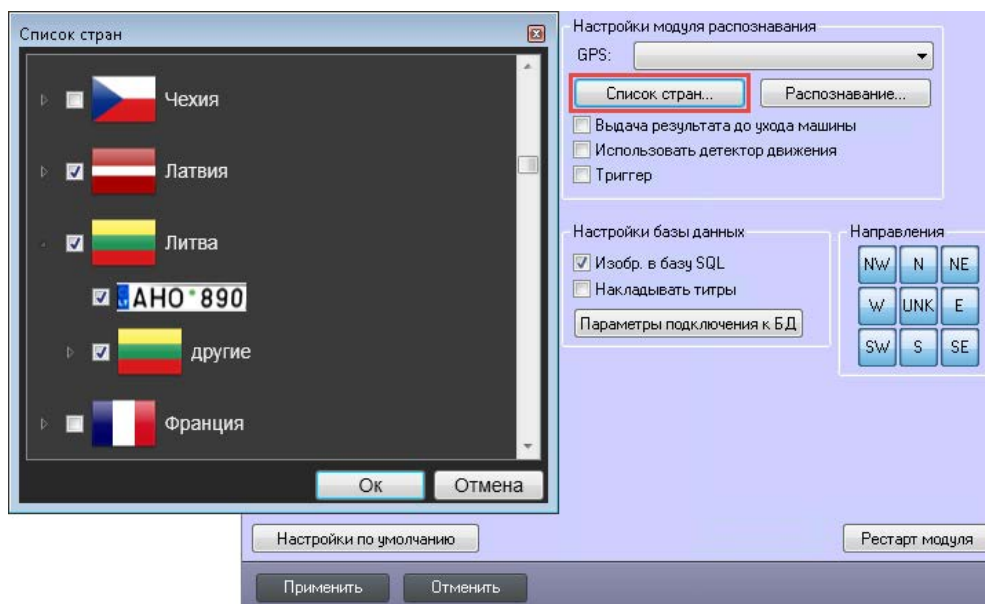 Список стран
Чехия
Латвия
Литва
АНО 890
другие
Франция
Ок
Отмена
Настройки модуля распознавания
GPS:
Список стран...
Распознавание...
Выдача результата до ухода машины
Использовать детектор движения
Триггер
Настройки базы данных
Изобр. в базу SQL
Накладывать титры
Параметры подключения к БД
Направления
NW N NE
W UNK E
SW S SE
Настройки по умолчанию
Рестарт модуля
Применить
Отменить